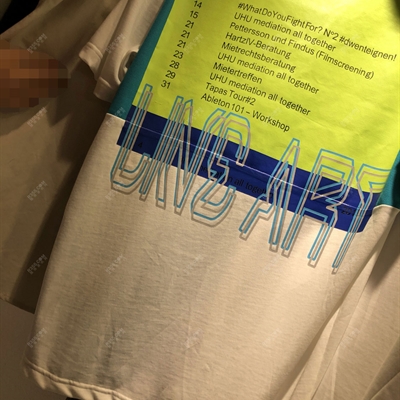 14 #WhatDoYouFightFor? N°2 #dwenteignen!
15 UHU mediation all together
21 Pettersson und Findus (Filmscreening)
21 HartzIV-Beratung
21 Mietrechtsberatung
23 UHU mediation all together
28 Mietertreffen
29 UHU mediation all together
31 Tapas Tour#2
Ableton 101 – Workshop
LIVE ART